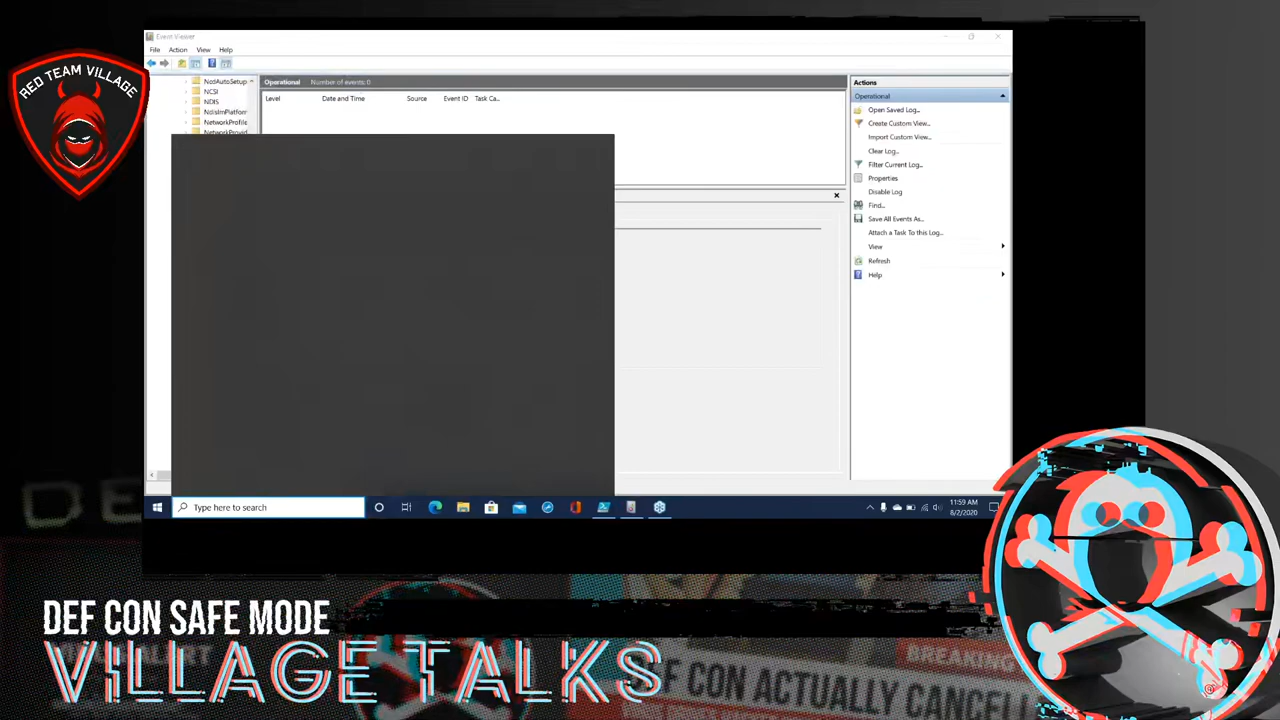 RED TEAM VILLAGE
Event Viewer
File Action View Help
NcdAutoSetup
NCSI
NDIS
NdisImPlatform
NetworkProfile
NetworkProvid
Operational Number of events: 0
Level Date and Time Source Event ID Task Ca...
Actions
Operational
Open Saved Log...
Create Custom View...
Import Custom View...
Clear Log...
Filter Current Log...
Properties
Disable Log
Find...
Save All Events As...
Attach a Task To this Log...
View
Refresh
Help
Type here to search
11:59 AM
8/2/2020
DEF CON SAFE MODE
VILLAGE TALKS
BREAKING
DEF CON ACTUALLY CANCELL